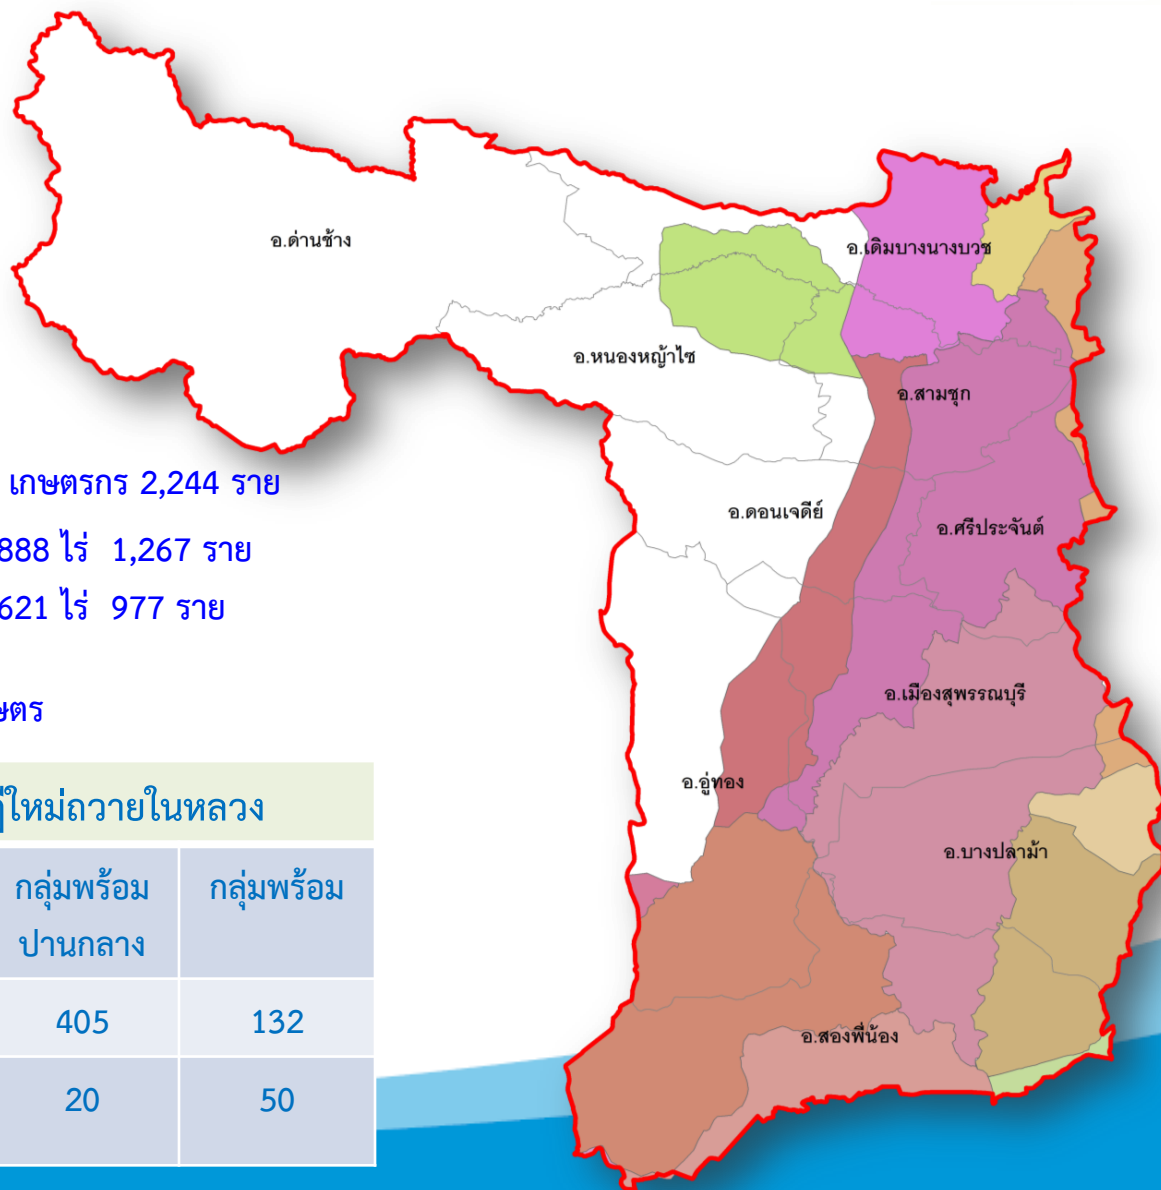 อ.ด่านช้าง
อ.เดิมบางนางบวช
อ.หนองหญ้าไซ
อ.สามชุก
อ.ดอนเจดีย์
อ.ศรีประจันต์
อ.เมืองสุพรรณบุรี
อ.อู่ทอง
อ.บางปลาม้า
อ.สองพี่น้อง
เกษตรกร 2,244 ราย
888 ไร่ 1,267 ราย
621 ไร่ 977 ราย
ษตร
ฎีใหม่ถวายในหลวง
กลุ่มพร้อม
ปานกลาง
กลุ่มพร้อม
405 132
20 50